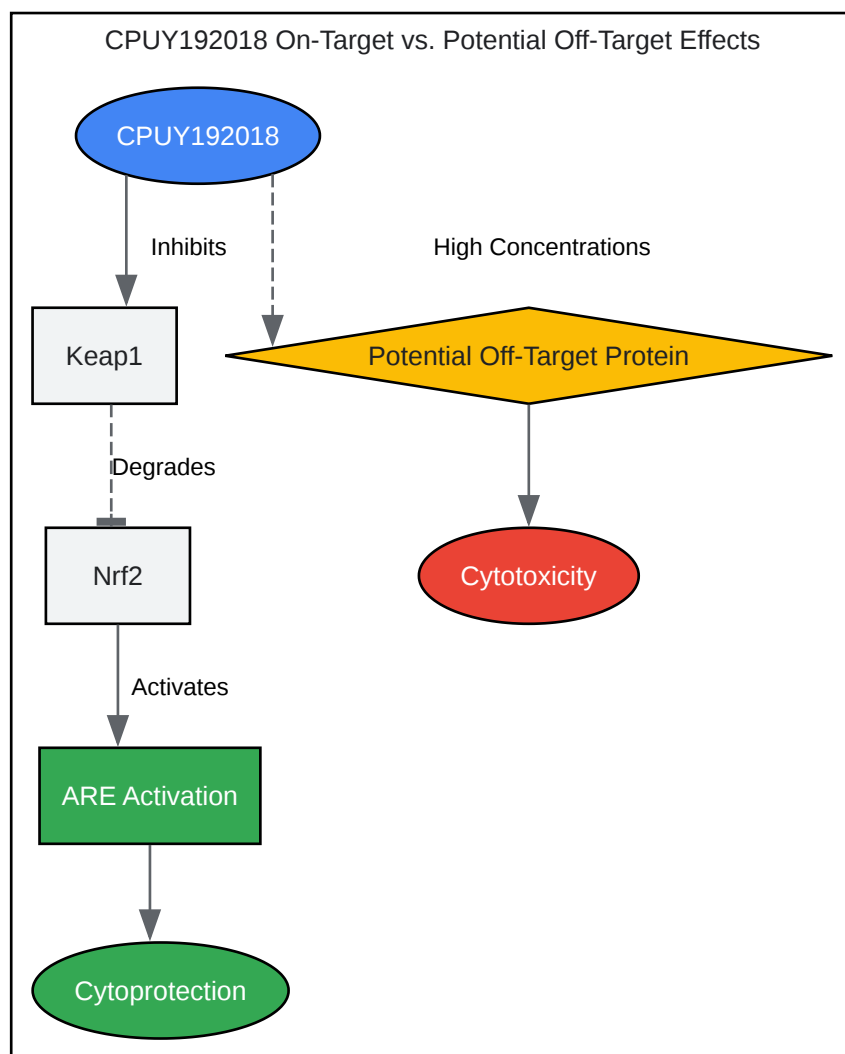 CPUY192018 On-Target vs. Potential Off-Target Effects
CPUY192018
Inhibits
High Concentrations
Keap1
Potential Off-Target Protein
Degrades
Nrf2
Cytotoxicity
Activates
ARE Activation
Cytoprotection